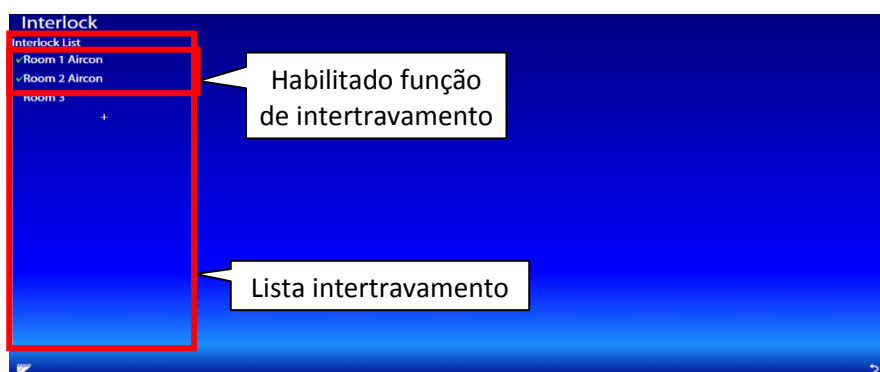 Interlock
Interlock List
✓Room 1 Aircon
✓Room 2 Aircon
Room 3
+
Habilitado função
de intertravamento
Lista intertravamento